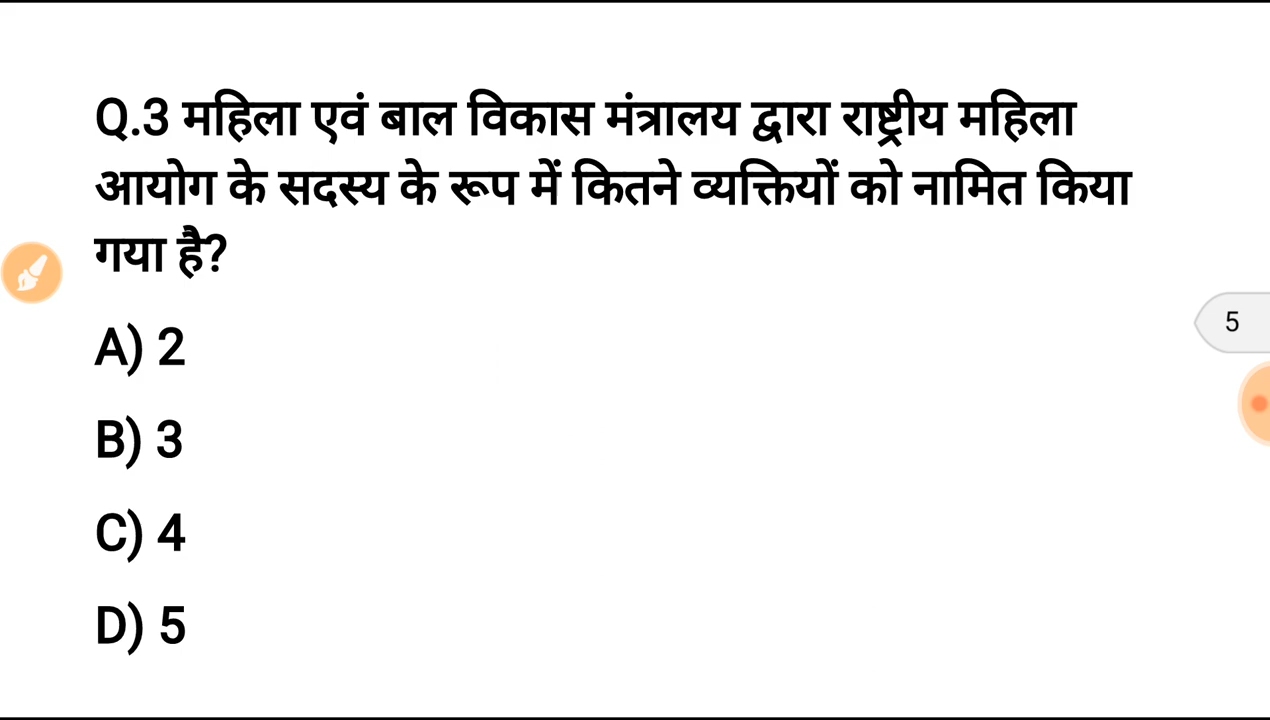 Q.3 महिला एवं बाल विकास मंत्रालय द्वारा राष्ट्रीय महिला
आयोग के सदस्य के रूप में कितने व्यक्तियों को नामित किया
गया है?
A) 2
5
B) 3
C) 4
D) 5